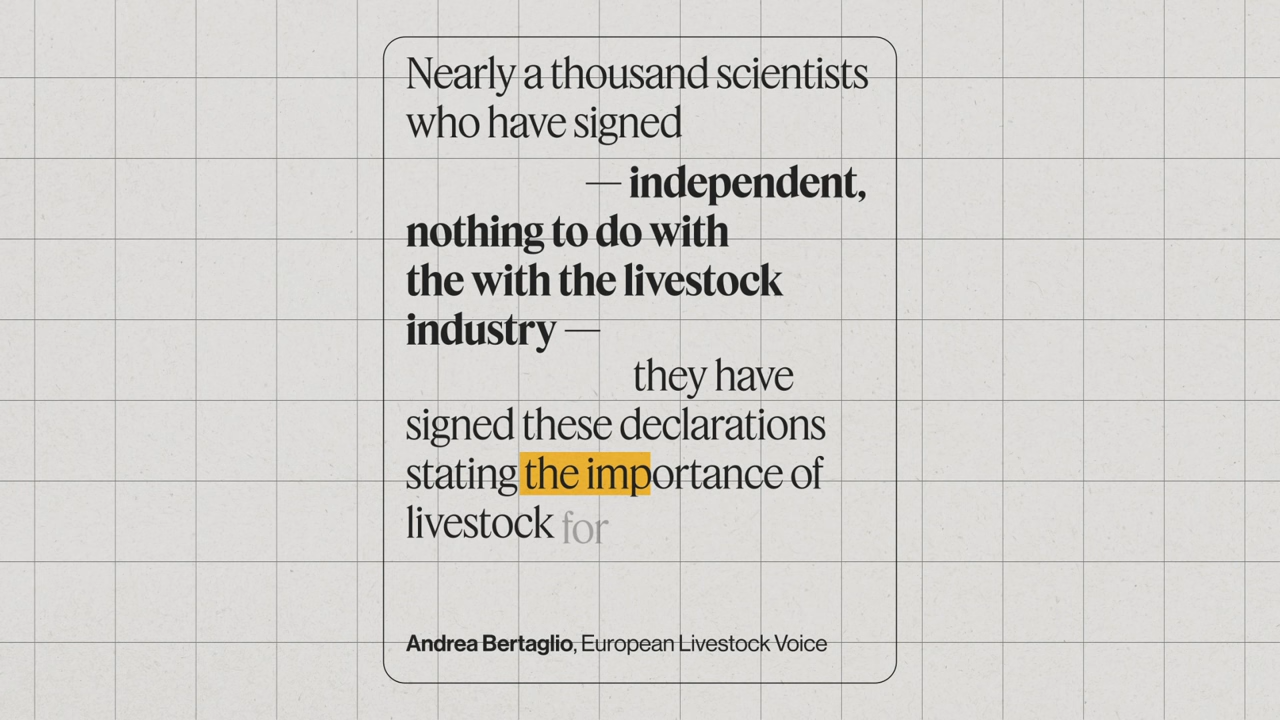 Nearly a thousand scientists
who have signed
— independent,
nothing to do with
the with the livestock
industry —
they have
signed these declarations
stating the importance of
livestock for
Andrea Bertaglio, European Livestock Voice